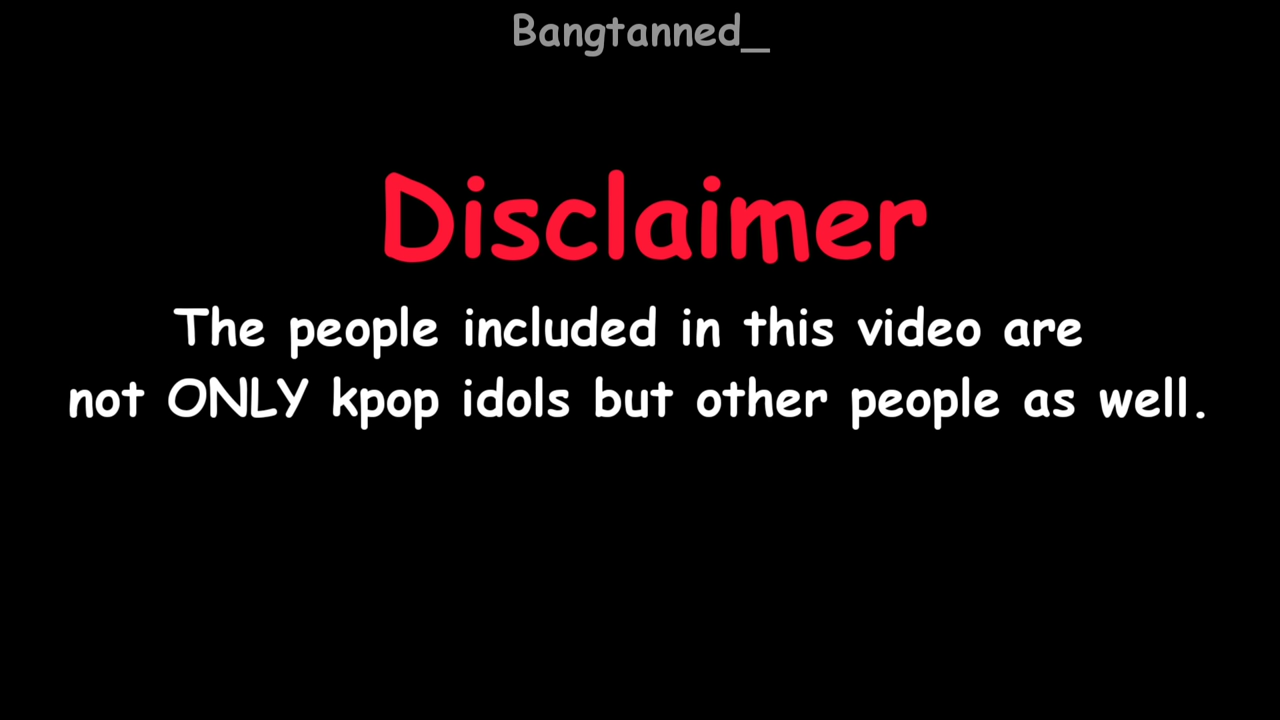 Bangtanned_
Disclaimer
The people included in this video are
not ONLY kpop idols but other people as well.